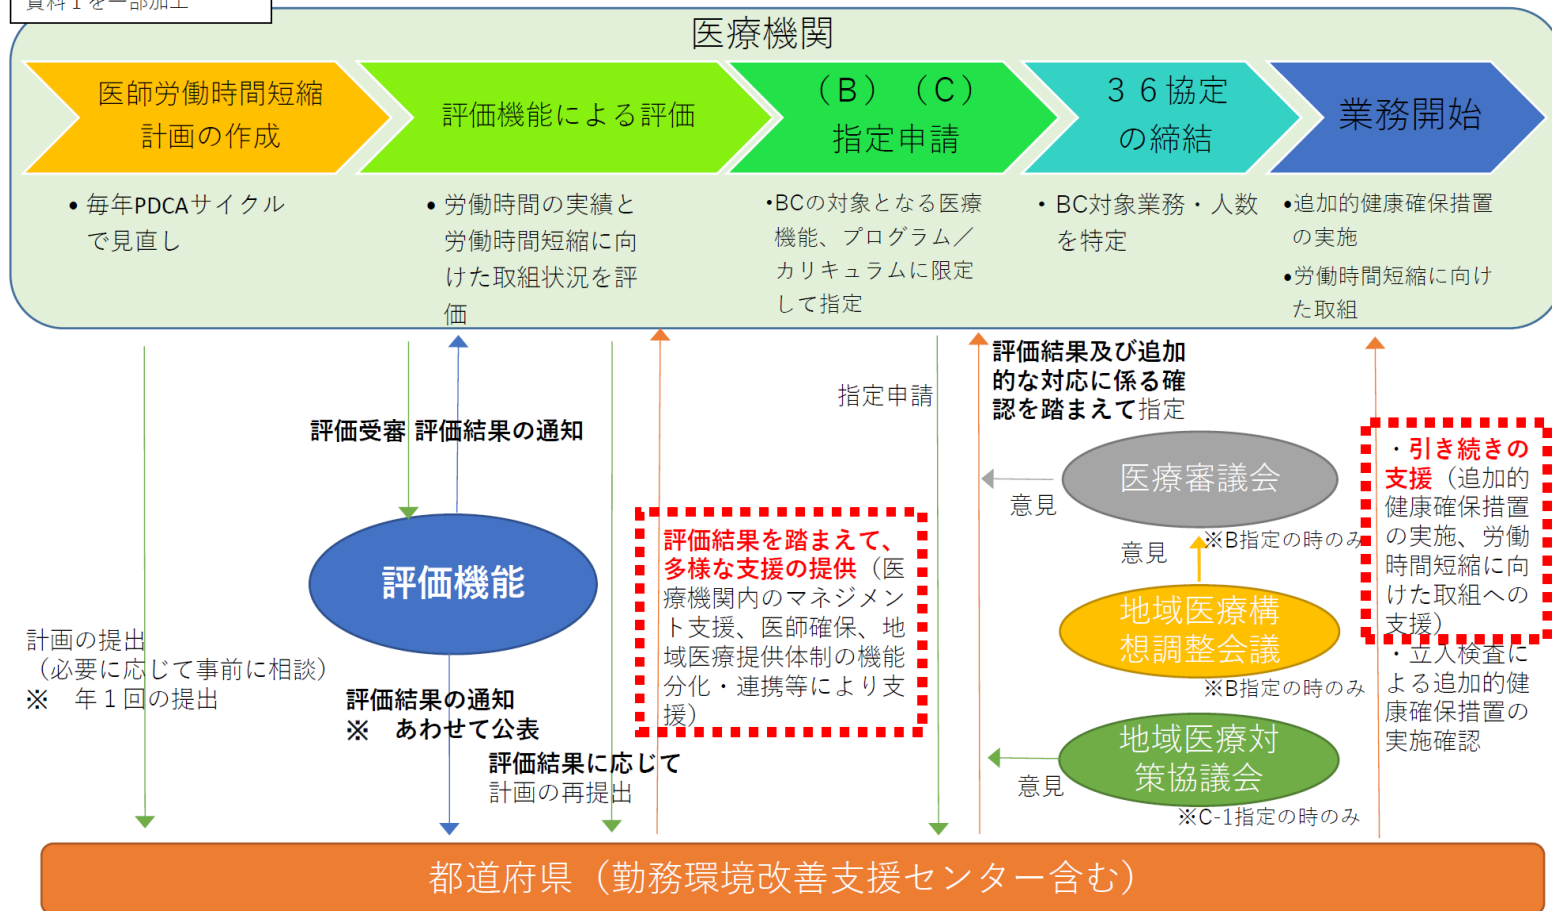 資料１を一部加工
医療機関
医師労働時間短縮
計画の作成
評価機能による評価
（B）（C）
指定申請
３６協定
の締結
業務開始
• 毎年PDCAサイクル
で見直し
• 労働時間の実績と
労働時間短縮に向
けた取組状況を評
価
•BCの対象となる医療
機能、プログラム／
カリキュラムに限定
して指定
・BC対象業務・人数
を特定
•追加的健康確保措置
の実施
•労働時間短縮に向け
た取組
評価受審
評価結果の通知
指定申請
評価結果及び追加
的な対応に係る確
認を踏まえて指定
評価機能
計画の提出
（必要に応じて事前に相談）
※　年１回の提出
評価結果の通知
※　あわせて公表
評価結果に応じて
計画の再提出
評価結果を踏まえて、
多様な支援の提供（医
療機関内のマネジメン
ト支援、医師確保、地
域医療提供体制の機能
分化・連携等により支
援）
医療審議会
意見
※B指定の時のみ
意見
地域医療構
想調整会議
※B指定の時のみ
地域医療対
策協議会
意見
※C-1指定の時のみ
・引き続きの
支援（追加的
健康確保措置
の実施、労働
時間短縮に向
けた取組への
支援）
・立入検査に
よる追加的健
康確保措置の
実施確認
都道府県（勤務環境改善支援センター含む）